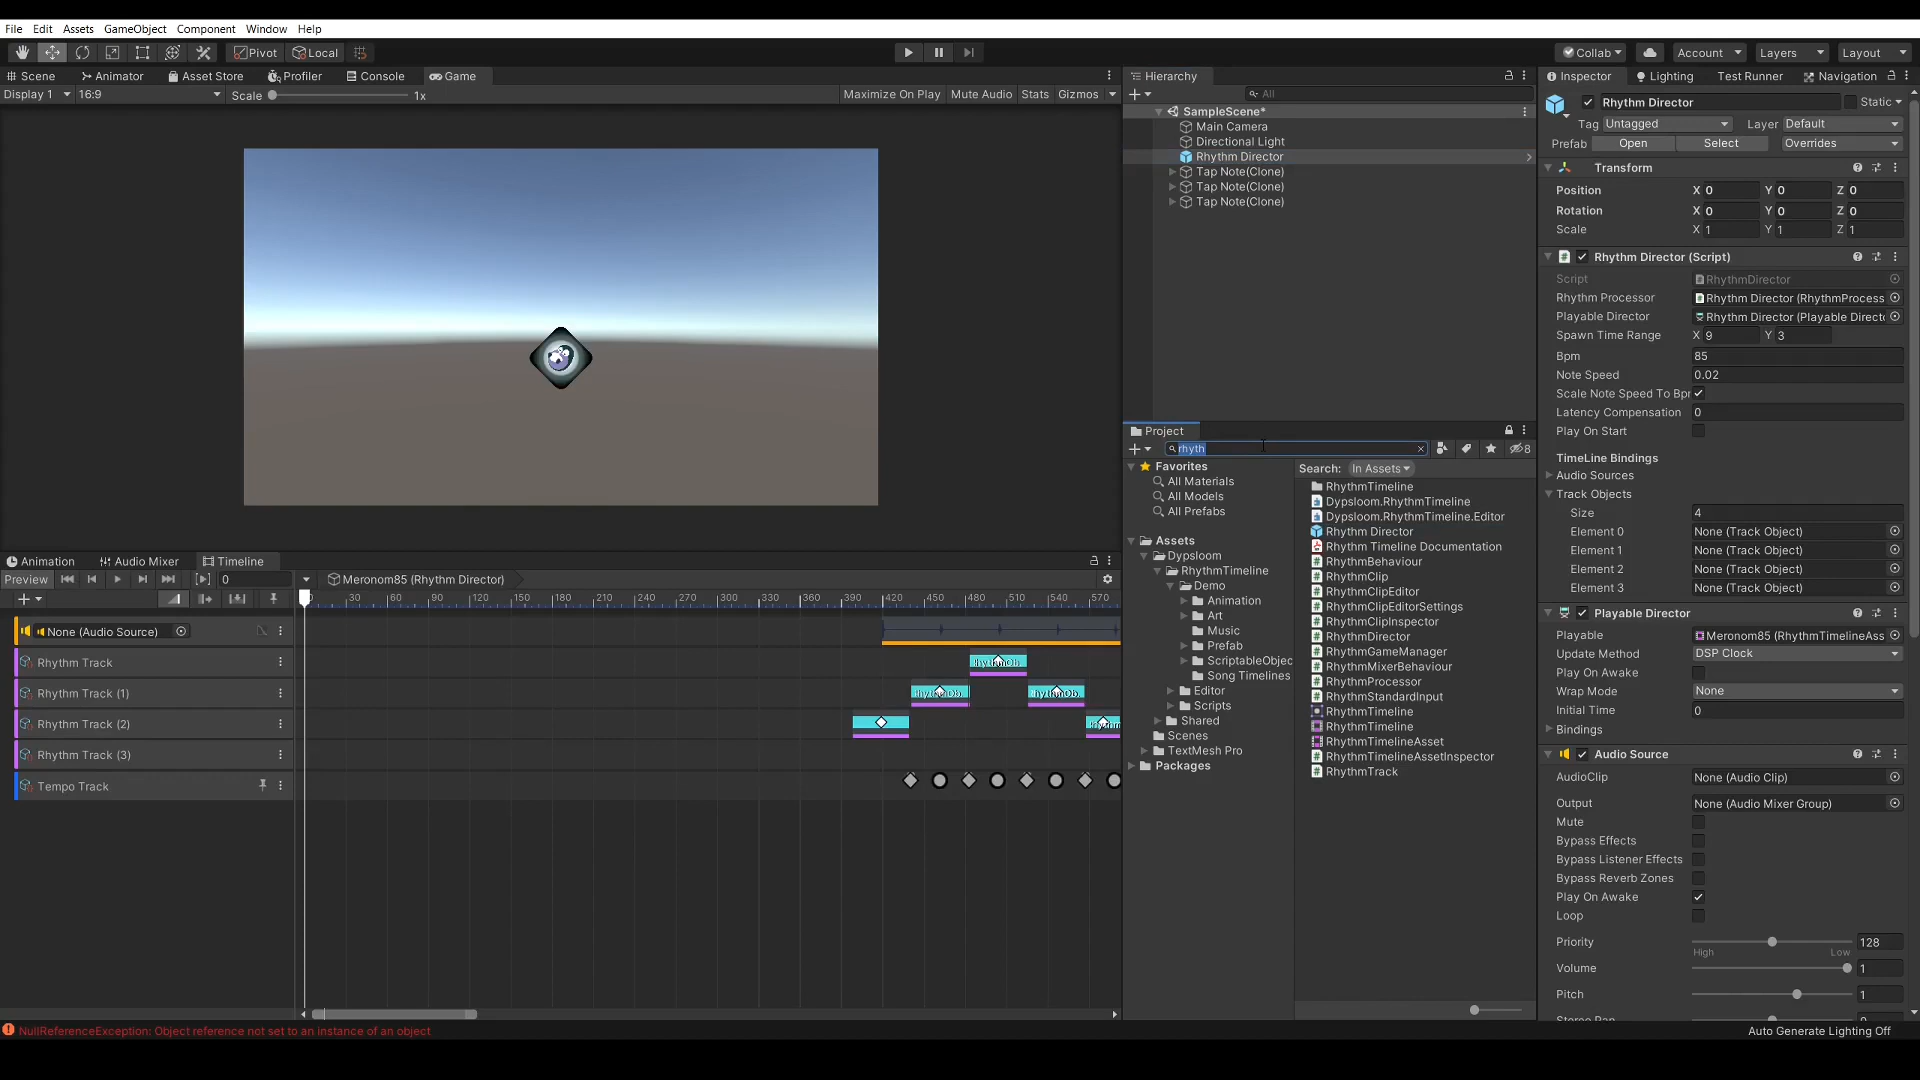 File Edit Assets GameObject Component Window Help
Pivot Local
Collab Account Layers Layout
Scene Animator Asset Store Profiler Console Game
Display 1 16:9 Scale 1x Maximize On Play Mute Audio Stats Gizmos
Hierarchy
All
SampleScene*
Main Camera
Directional Light
Rhythm Director
Tap Note(Clone)
Tap Note(Clone)
Tap Note(Clone)
Project
rhyth
8
Favorites
All Materials
All Models
All Prefabs
Assets
Dypsloom
RhythmTimeline
Demo
Animation
Art
Music
Prefab
ScriptableObjec
Song Timelines
Editor
Scripts
Shared
Scenes
TextMesh Pro
Packages
Search: In Assets
RhythmTimeline
Dypsloom.RhythmTimeline
Dypsloom.RhythmTimeline.Editor
Rhythm Director
Rhythm Timeline Documentation
RhythmBehaviour
RhythmClip
RhythmClipEditor
RhythmClipEditorSettings
RhythmClipInspector
RhythmDirector
RhythmGameManager
RhythmMixerBehaviour
RhythmProcessor
RhythmStandardInput
RhythmTimeline
RhythmTimeline
RhythmTimelineAsset
RhythmTimelineAssetInspector
RhythmTrack
Inspector Lighting Test Runner Navigation
Rhythm Director Static
Tag Untagged Layer Default
Prefab Open Select Overrides
Transform
Position X 0 Y 0 Z 0
Rotation X 0 Y 0 Z 0
Scale X 1 Y 1 Z 1
Rhythm Director (Script)
Script RhythmDirector
Rhythm Processor Rhythm Director (RhythmProcess
Playable Director Rhythm Director (Playable Directo
Spawn Time Range X 9 Y 3
Bpm 85
Note Speed 0.02
Scale Note Speed To Bpr
Latency Compensation 0
Play On Start
TimeLine Bindings
Audio Sources
Track Objects
Size 4
Element 0 None (Track Object)
Element 1 None (Track Object)
Element 2 None (Track Object)
Element 3 None (Track Object)
Playable Director
Playable Meronom85 (RhythmTimelineAss
Update Method DSP Clock
Play On Awake
Wrap Mode None
Initial Time 0
Bindings
Audio Source
AudioClip None (Audio Clip)
Output None (Audio Mixer Group)
Mute
Bypass Effects
Bypass Listener Effects
Bypass Reverb Zones
Play On Awake
Loop
Priority 128
High Low
Volume 1
Pitch 1
Animation Audio Mixer Timeline
Preview 0 Meronom85 (Rhythm Director)
30 60 90 120 150 180 210 240 270 300 330 360 390 420 450 480 510 540 570
None (Audio Source)
Rhythm Track
Rhythm Track (1)
Rhythm Track (2)
Rhythm Track (3)
Tempo Track
NullReferenceException: Object reference not set to an instance of an object
Auto Generate Lighting Off